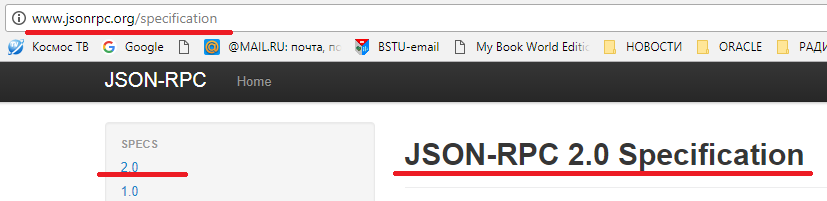 www.jsonrpc.org/specification
Космос ТВ Google @MAIL.RU: почта, по BSTU-email My Book World Editio НОВОСТИ ORACLE РАДИ
JSON-RPC Home
SPECS
2.0
1.0
JSON-RPC 2.0 Specification